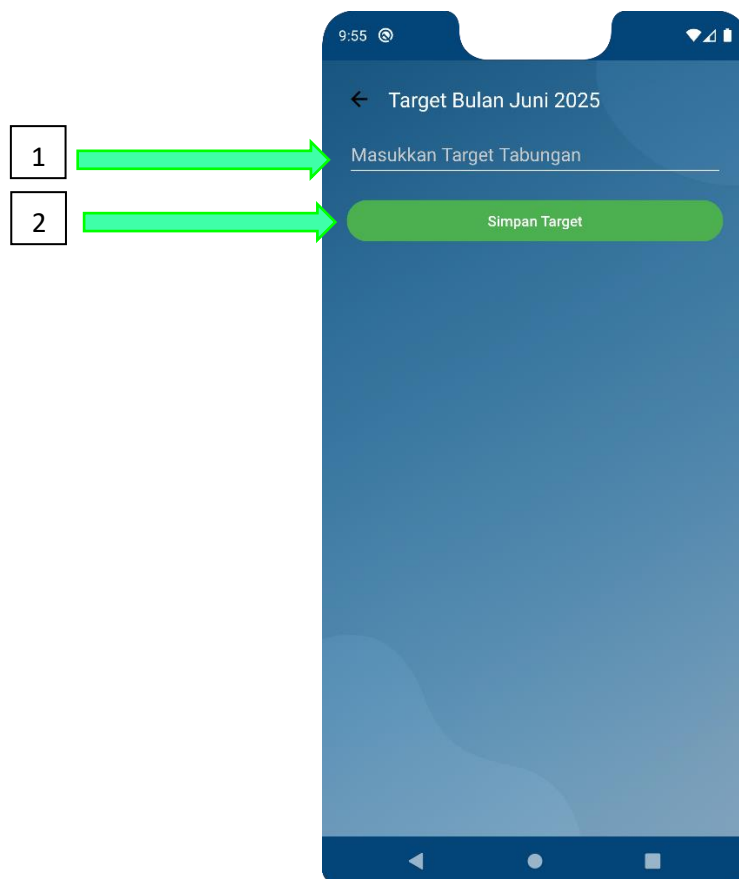 9:55
Target Bulan Juni 2025
1
Masukkan Target Tabungan
2
Simpan Target